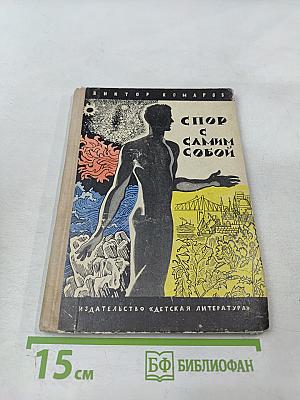 ВИКТОР КОМАРОВ
СПОР
С
САМИМ
СОБОЙ
ИЗДАТЕЛЬСТВО «ДЕТСКАЯ ЛИТЕРАТУРА»
15 см
БФ БИБЛИОФАН